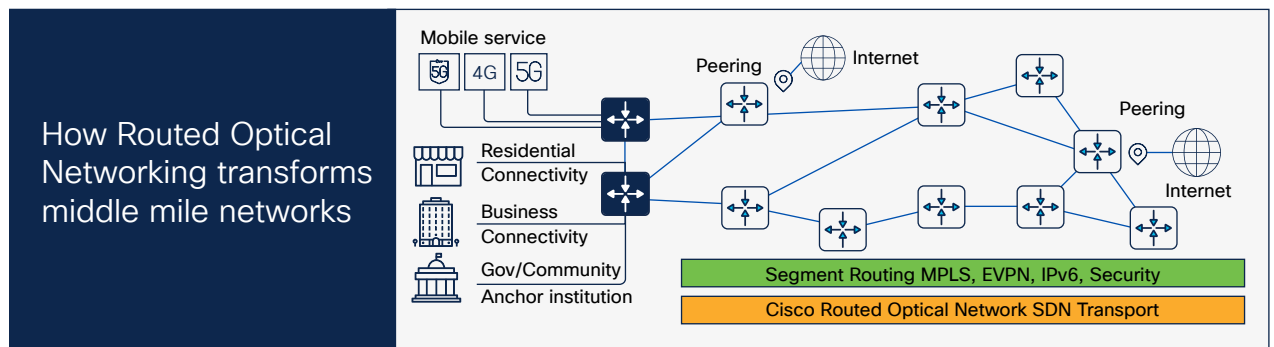 How Routed Optical
Networking transforms
middle mile networks
Mobile service
5G
4G
5G
Residential
Connectivity
Business
Connectivity
Gov/Community
Anchor institution
Peering
Internet
Peering
Internet
Segment Routing MPLS, EVPN, IPv6, Security
Cisco Routed Optical Network SDN Transport